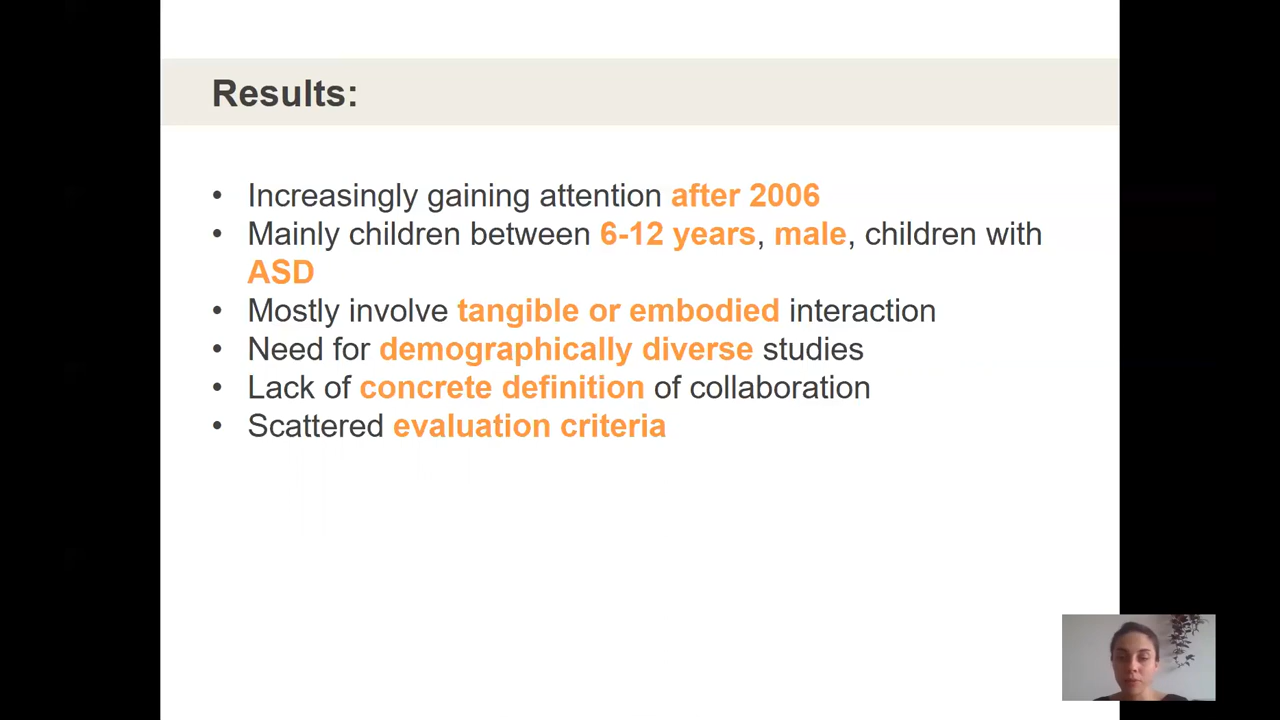 Results:
• Increasingly gaining attention after 2006
• Mainly children between 6-12 years, male, children with
ASD
• Mostly involve tangible or embodied interaction
• Need for demographically diverse studies
• Lack of concrete definition of collaboration
• Scattered evaluation criteria